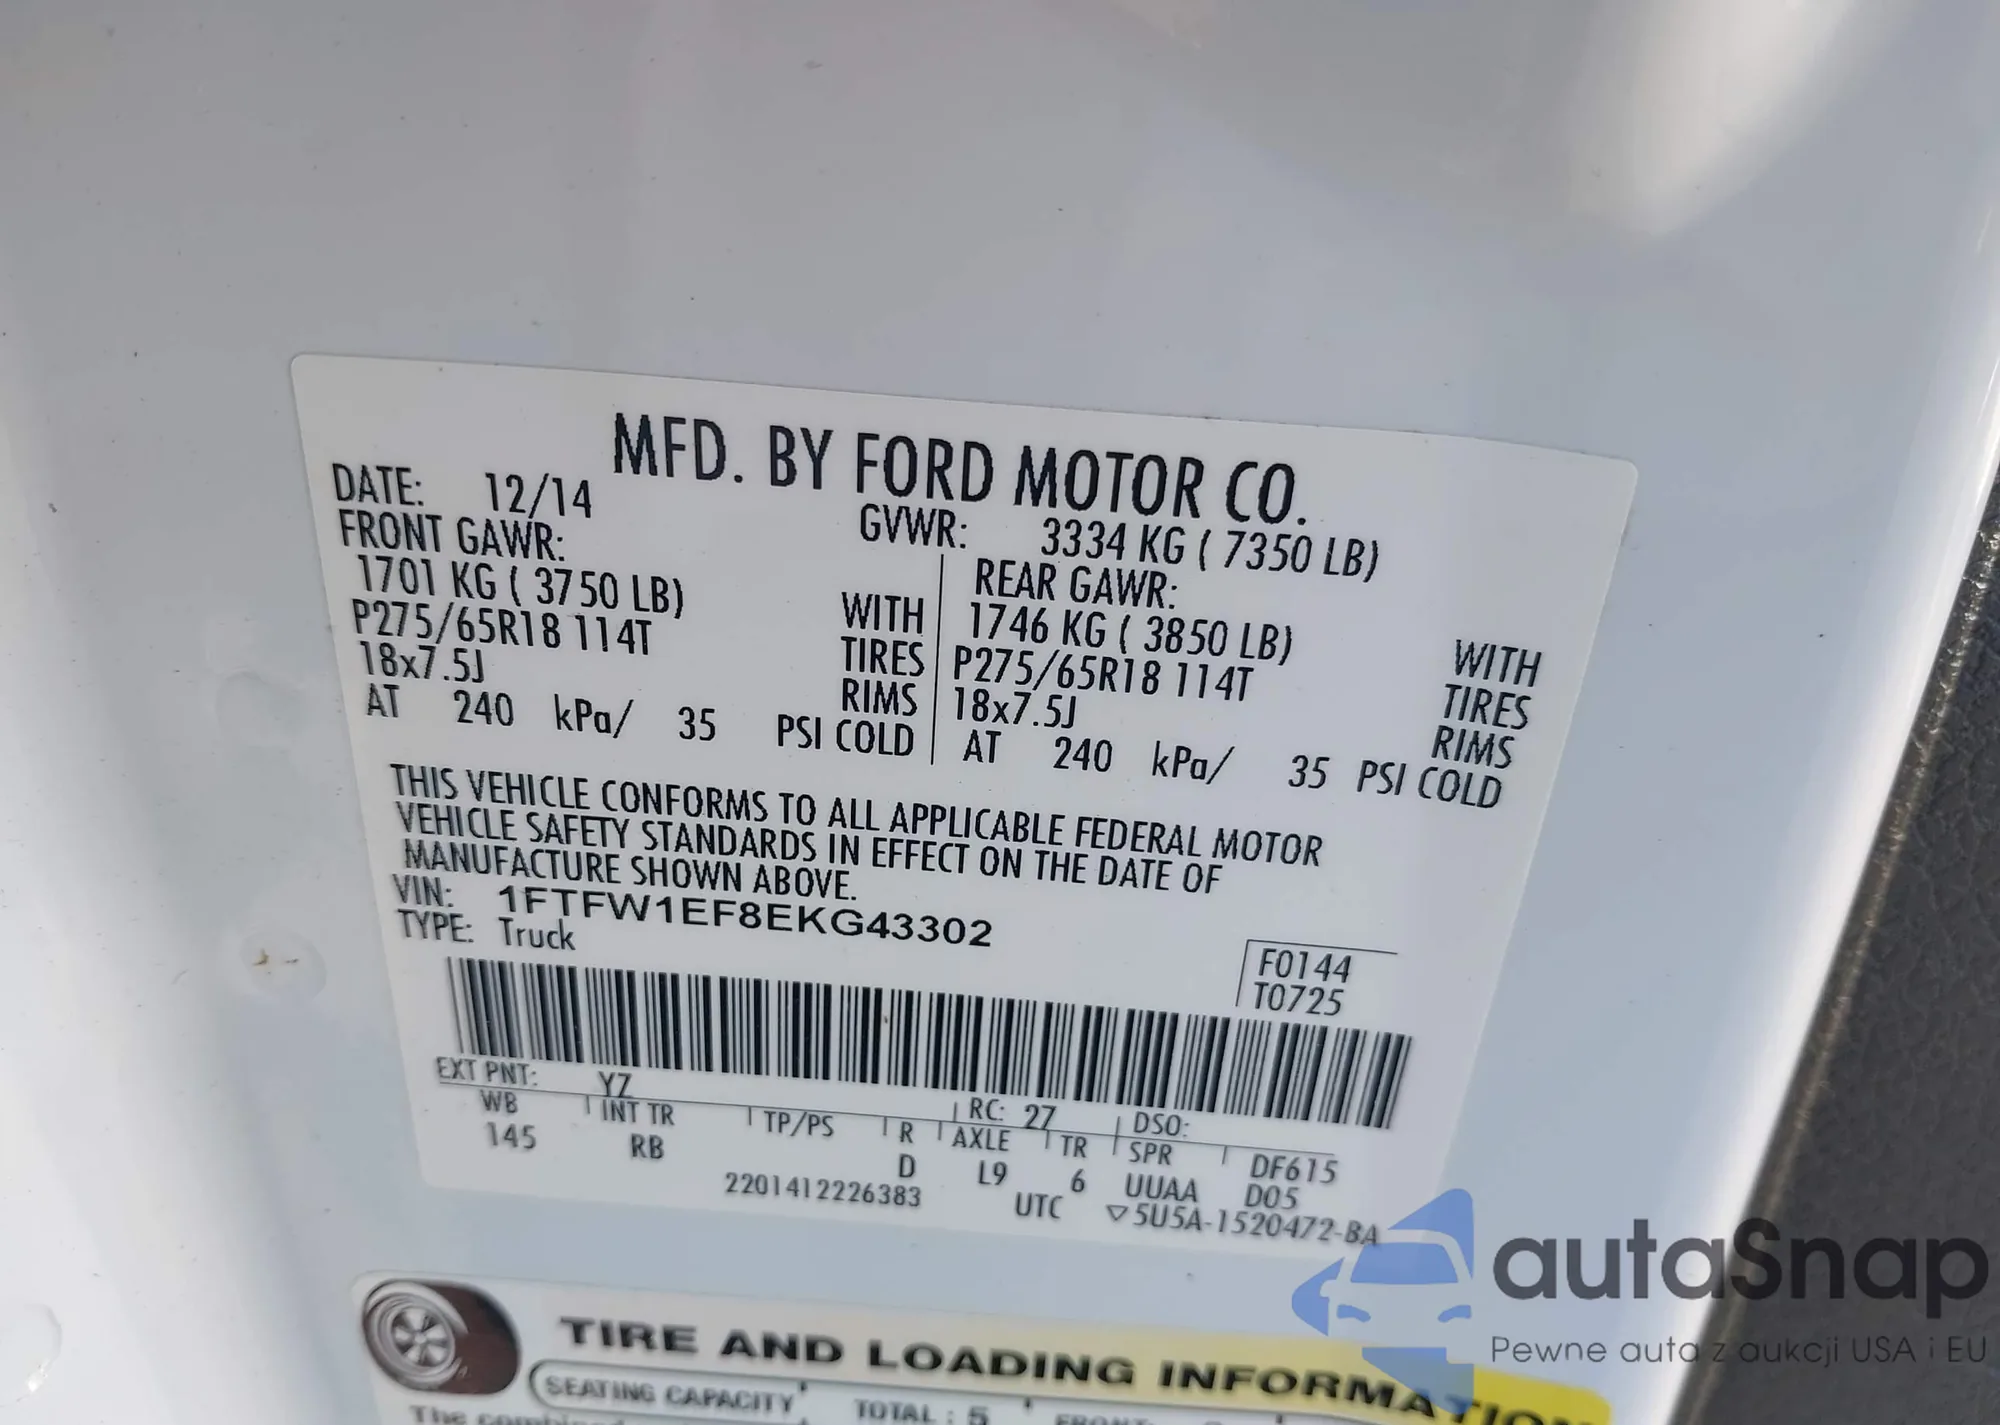 MFD. BY FORD MOTOR CO.
DATE: 12/14 GVWR: 3334 KG ( 7350 LB)
FRONT GAWR: REAR GAWR:
1701 KG ( 3750 LB) WITH 1746 KG ( 3850 LB) WITH
P275/65R18 114T TIRES P275/65R18 114T TIRES
18x7.5J RIMS 18x7.5J RIMS
AT 240 kPa/ 35 PSI COLD AT 240 kPa/ 35 PSI COLD
THIS VEHICLE CONFORMS TO ALL APPLICABLE FEDERAL MOTOR
VEHICLE SAFETY STANDARDS IN EFFECT ON THE DATE OF
MANUFACTURE SHOWN ABOVE.
VIN: 1FTFW1EF8EKG43302
TYPE: Truck
F0144
T0725
EXT PNT: YZ RC: 27 DSO:
WB INT TR TP/PS R AXLE TR SPR DF615
145 RB D L9 6 UUAA D05
2201412226383 UTC ▽5U5A-1520472-BA
TIRE AND LOADING INFORMATION
SEATING CAPACITY TOTAL : 5
The
autaSnap
Pewne auta z aukcji USA i EU